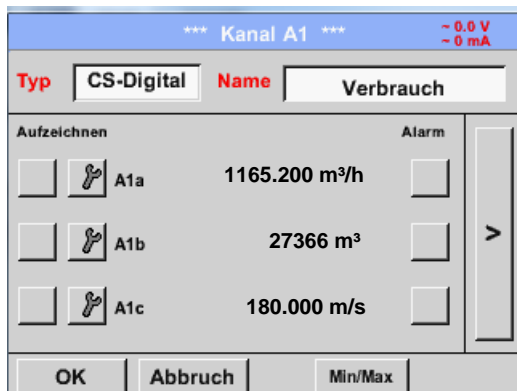 *** Kanal A1 ***
~ 0.0 V
~ 0 mA
Typ CS-Digital Name Verbrauch
Aufzeichnen Alarm
A1a 1165.200 m³/h
A1b 27366 m³
A1c 180.000 m/s
>
OK Abbruch Min/Max